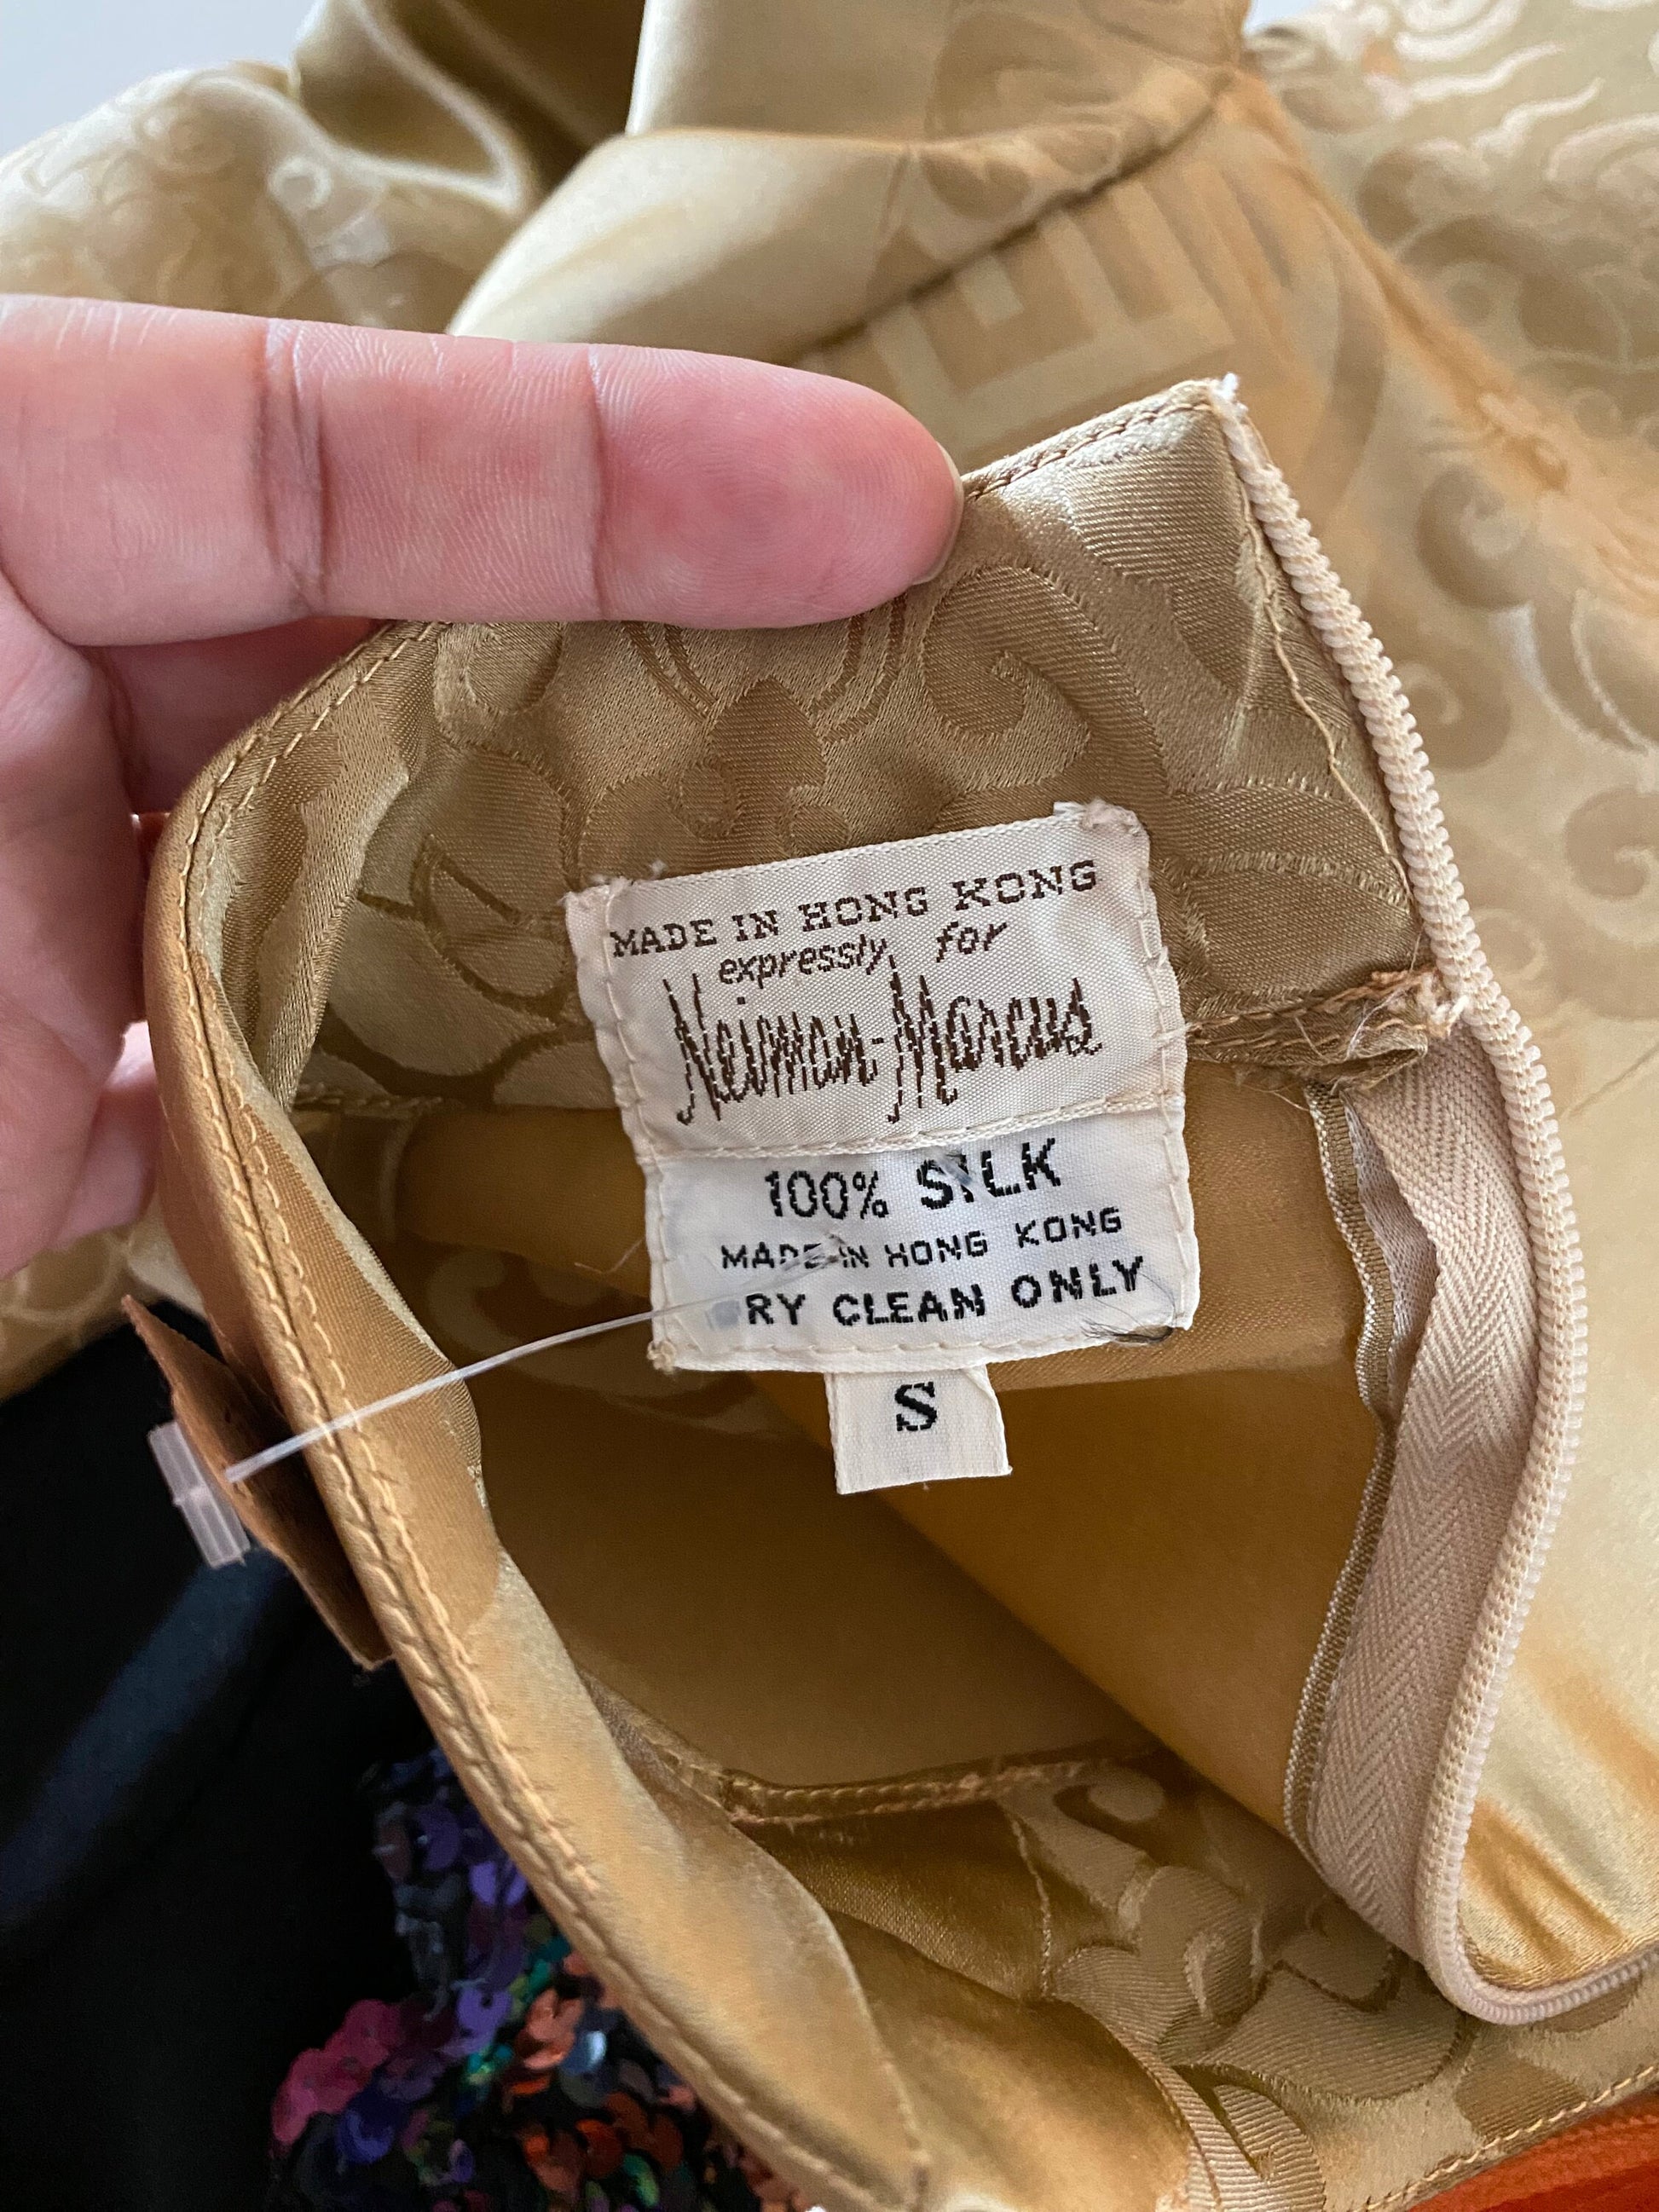 MADE IN HONG KONG
expressly for
Neiman-Marcus
100% SILK
MADE IN HONG KONG
RY CLEAN ONLY
S